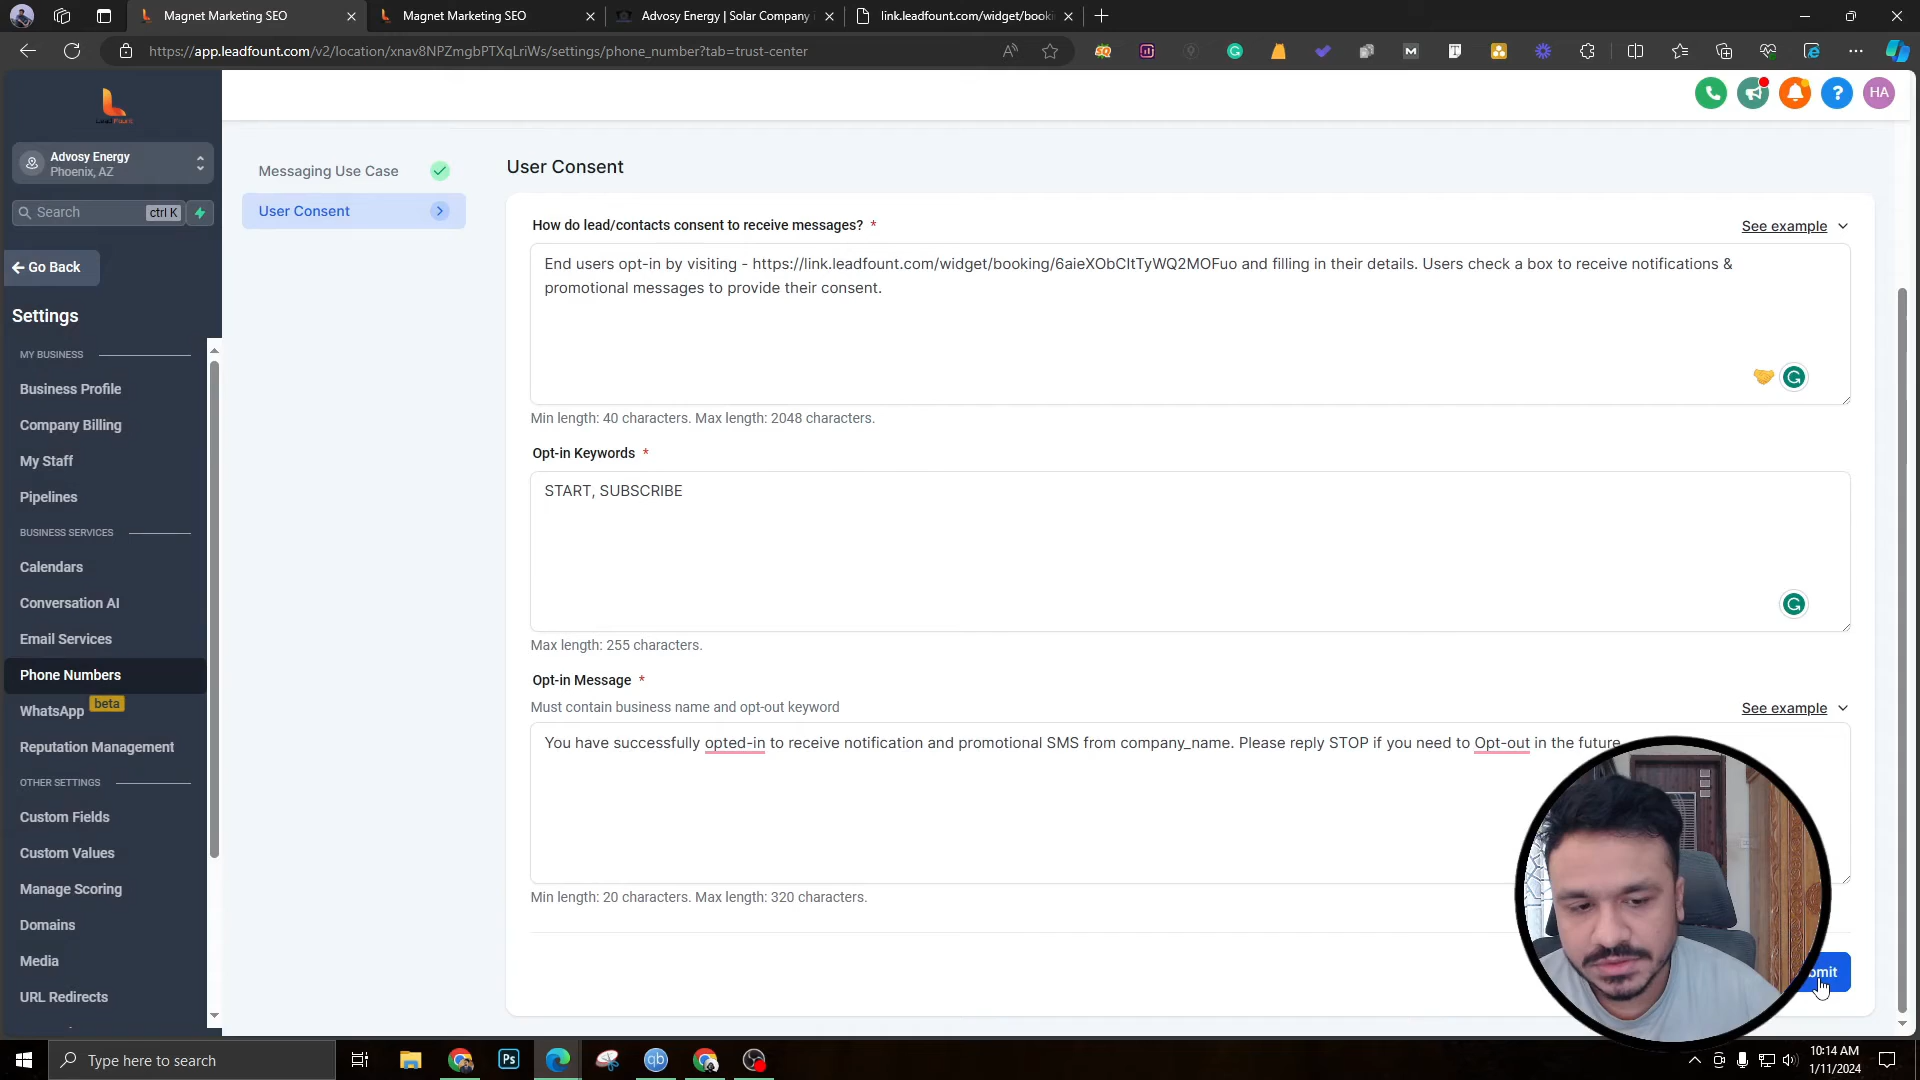 Magnet Marketing SEO
Magnet Marketing SEO
Advosy Energy | Solar Company i
link.leadfount.com/widget/booki
https://app.leadfount.com/v2/location/xnav8NPZmgbPTXqLriWs/settings/phone_number?tab=trust-center
Lead Fount
HA
Advosy Energy
Phoenix, AZ
Search
ctrl K
Go Back
Settings
MY BUSINESS
Business Profile
Company Billing
My Staff
Pipelines
BUSINESS SERVICES
Calendars
Conversation AI
Email Services
Phone Numbers
WhatsApp beta
Reputation Management
OTHER SETTINGS
Custom Fields
Custom Values
Manage Scoring
Domains
Media
URL Redirects
Messaging Use Case
User Consent
User Consent
How do lead/contacts consent to receive messages? *
See example
End users opt-in by visiting - https://link.leadfount.com/widget/booking/6aieXObCItTyWQ2MOFuo and filling in their details. Users check a box to receive notifications &
promotional messages to provide their consent.
Min length: 40 characters. Max length: 2048 characters.
Opt-in Keywords *
START, SUBSCRIBE
Max length: 255 characters.
Opt-in Message *
Must contain business name and opt-out keyword
See example
You have successfully opted-in to receive notification and promotional SMS from company_name. Please reply STOP if you need to Opt-out in the future
Min length: 20 characters. Max length: 320 characters.
bmit
Type here to search
10:14 AM
1/11/2024